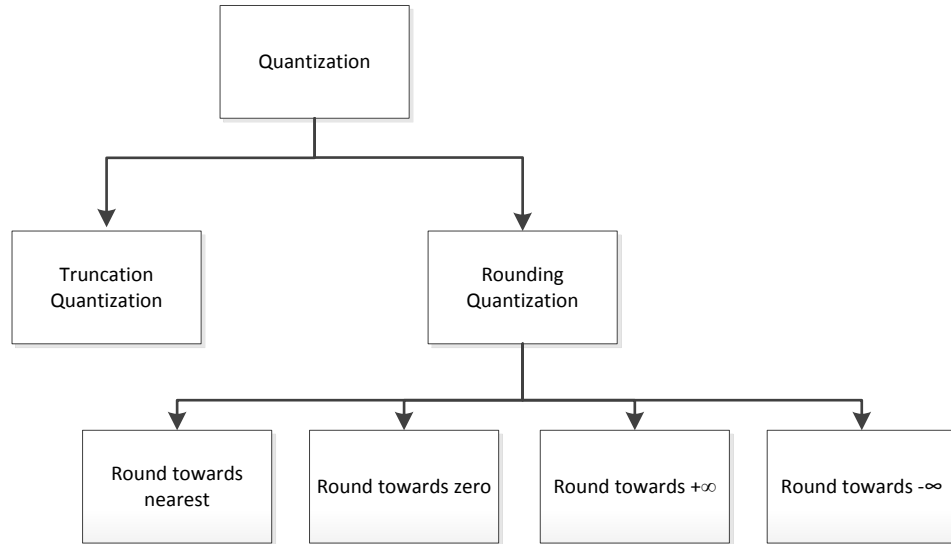 Quantization
Truncation
Quantization
Rounding
Quantization
Round towards
nearest
Round towards zero
Round towards +∞
Round towards -∞